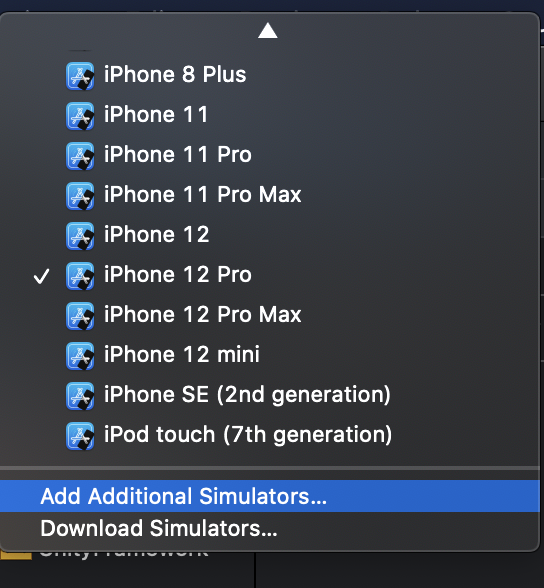 iPhone 8 Plus
iPhone 11
iPhone 11 Pro
iPhone 11 Pro Max
iPhone 12
iPhone 12 Pro
iPhone 12 Pro Max
iPhone 12 mini
iPhone SE (2nd generation)
iPod touch (7th generation)
Add Additional Simulators...
Download Simulators...
UnityFramework